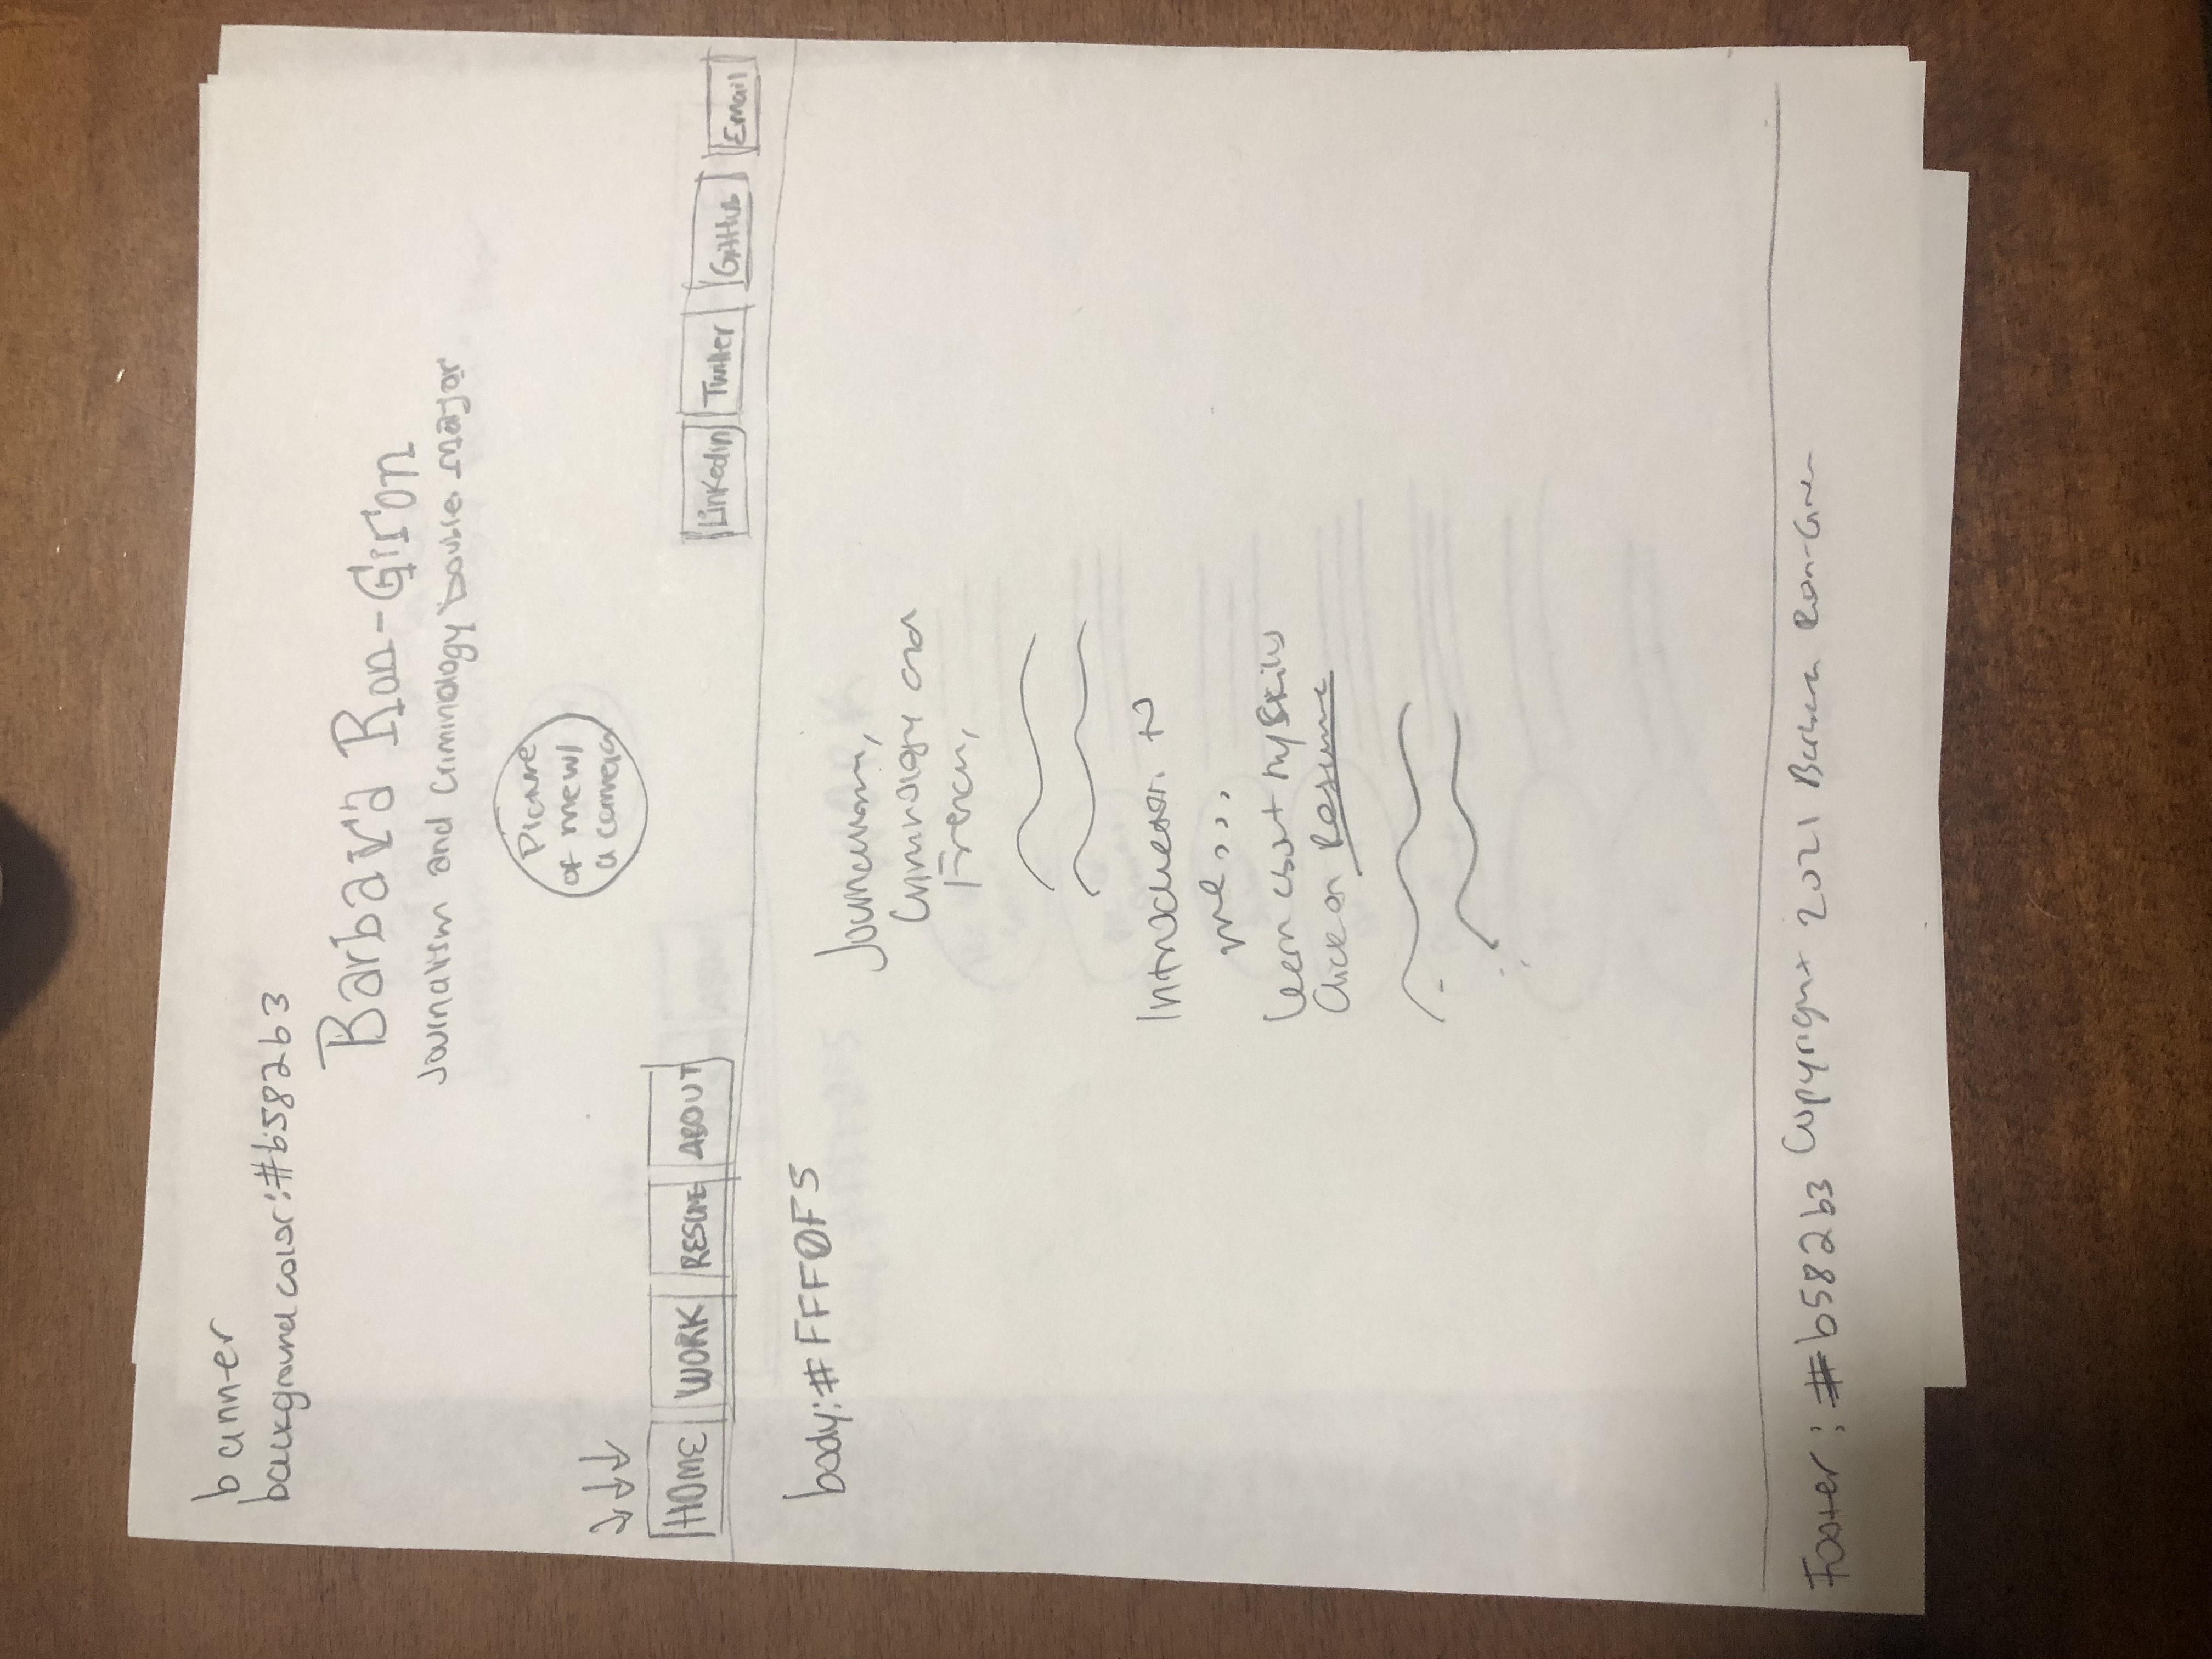 banner
background color: #b582b3
Barbara Ron-Giron
Journalism and Criminology Double Major
Picture
of me w/
a camera
HOME WORK RESUME ABOUT
Linkedin Twitter GitHub Email
body: #FFF0F5
Journalism,
Criminology and
French,
Introduction to
me...
learn about my skills
Click on Resume
Footer: #b582b3 Copyright 2021 Barbara Ron-Giron